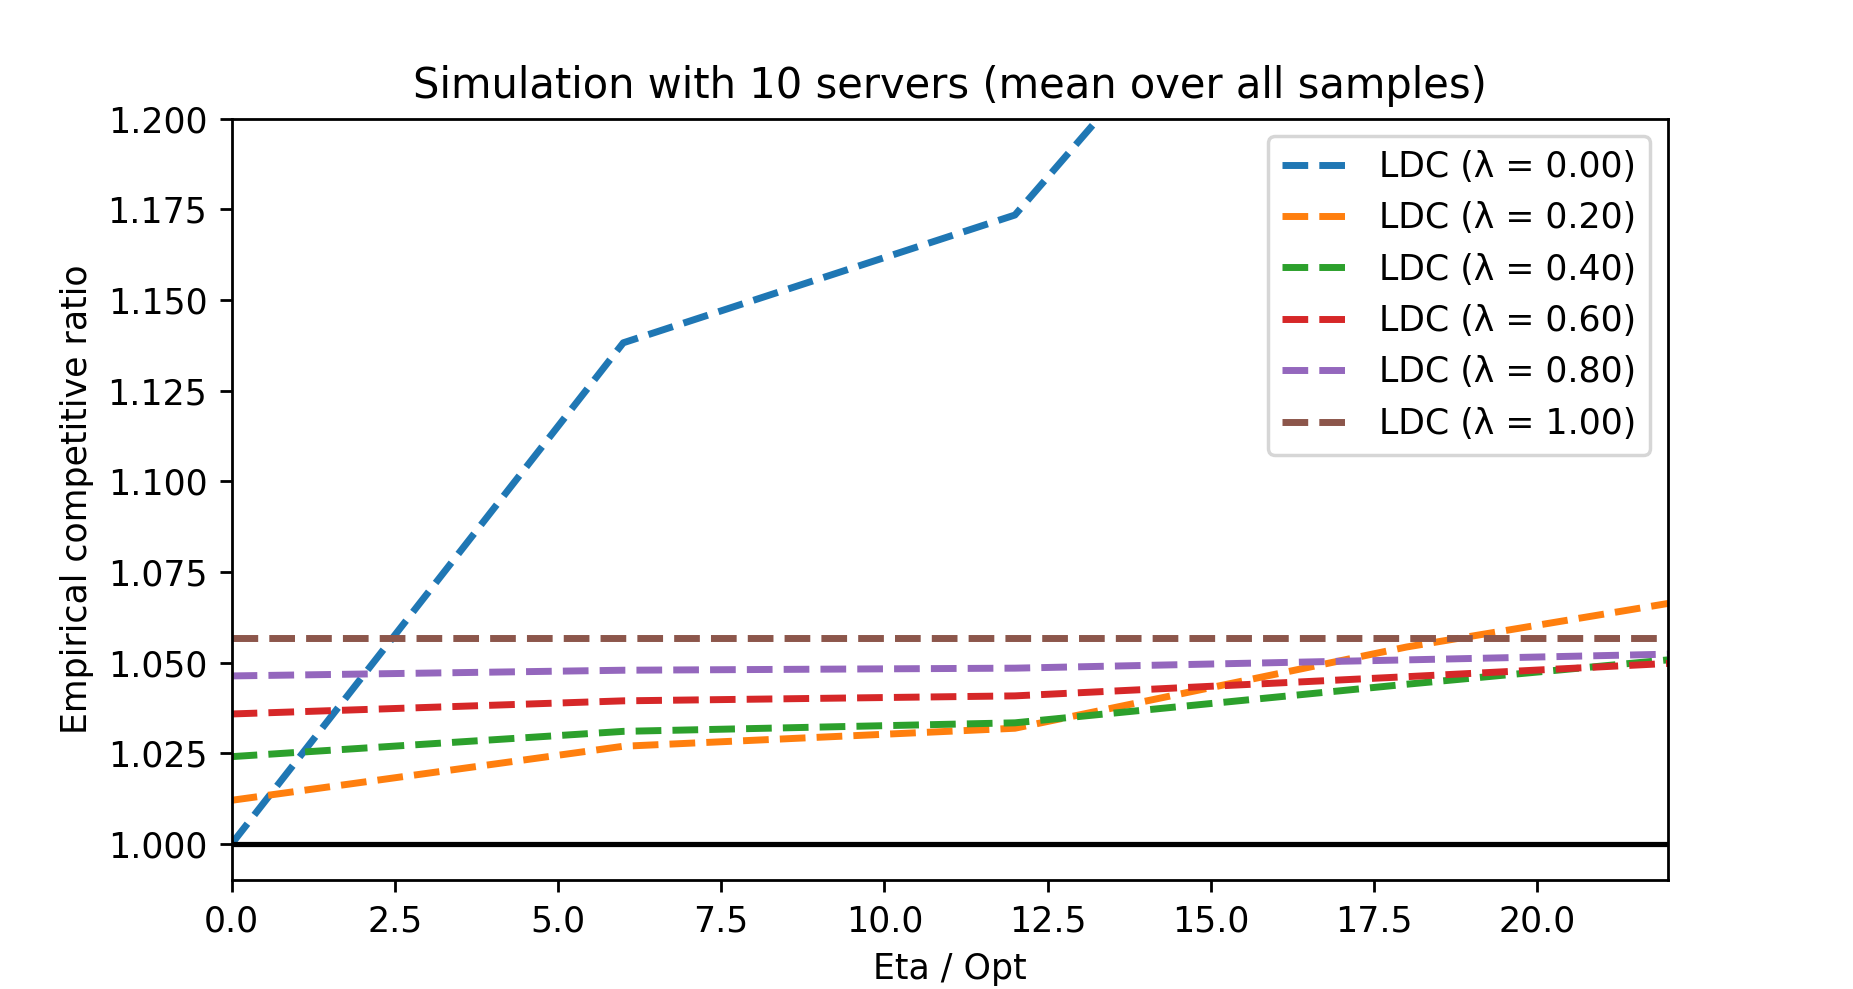 Simulation with 10 servers (mean over all samples)
Empirical competitive ratio
1.200
1.175
1.150
1.125
1.100
1.075
1.050
1.025
1.000
LDC (λ = 0.00)
LDC (λ = 0.20)
LDC (λ = 0.40)
LDC (λ = 0.60)
LDC (λ = 0.80)
LDC (λ = 1.00)
0.0 2.5 5.0 7.5 10.0 12.5 15.0 17.5 20.0
Eta / Opt